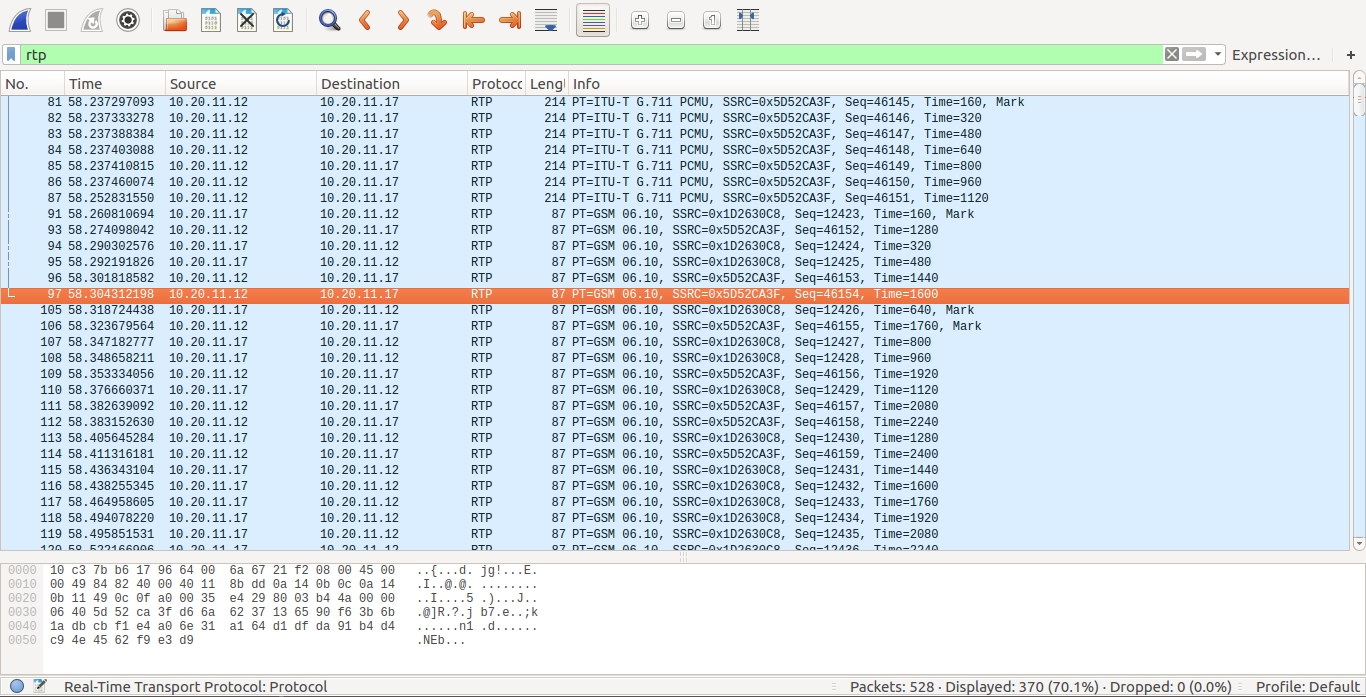 rtp Expression… +
No. Time Source Destination Protoco Lengt Info
81 58.237297093 10.20.11.12 10.20.11.17 RTP 214 PT=ITU-T G.711 PCMU, SSRC=0x5D52CA3F, Seq=46145, Time=160, Mark
82 58.237333278 10.20.11.12 10.20.11.17 RTP 214 PT=ITU-T G.711 PCMU, SSRC=0x5D52CA3F, Seq=46146, Time=320
83 58.237388384 10.20.11.12 10.20.11.17 RTP 214 PT=ITU-T G.711 PCMU, SSRC=0x5D52CA3F, Seq=46147, Time=480
84 58.237403088 10.20.11.12 10.20.11.17 RTP 214 PT=ITU-T G.711 PCMU, SSRC=0x5D52CA3F, Seq=46148, Time=640
85 58.237410815 10.20.11.12 10.20.11.17 RTP 214 PT=ITU-T G.711 PCMU, SSRC=0x5D52CA3F, Seq=46149, Time=800
86 58.237460074 10.20.11.12 10.20.11.17 RTP 214 PT=ITU-T G.711 PCMU, SSRC=0x5D52CA3F, Seq=46150, Time=960
87 58.252831550 10.20.11.12 10.20.11.17 RTP 214 PT=ITU-T G.711 PCMU, SSRC=0x5D52CA3F, Seq=46151, Time=1120
91 58.260810694 10.20.11.17 10.20.11.12 RTP 87 PT=GSM 06.10, SSRC=0x1D2630C8, Seq=12423, Time=160, Mark
93 58.274098042 10.20.11.12 10.20.11.17 RTP 87 PT=GSM 06.10, SSRC=0x5D52CA3F, Seq=46152, Time=1280
94 58.290302576 10.20.11.17 10.20.11.12 RTP 87 PT=GSM 06.10, SSRC=0x1D2630C8, Seq=12424, Time=320
95 58.292191826 10.20.11.17 10.20.11.12 RTP 87 PT=GSM 06.10, SSRC=0x1D2630C8, Seq=12425, Time=480
96 58.301818582 10.20.11.12 10.20.11.17 RTP 87 PT=GSM 06.10, SSRC=0x5D52CA3F, Seq=46153, Time=1440
97 58.304312198 10.20.11.12 10.20.11.17 RTP 87 PT=GSM 06.10, SSRC=0x5D52CA3F, Seq=46154, Time=1600
105 58.318724438 10.20.11.17 10.20.11.12 RTP 87 PT=GSM 06.10, SSRC=0x1D2630C8, Seq=12426, Time=640, Mark
106 58.323679564 10.20.11.12 10.20.11.17 RTP 87 PT=GSM 06.10, SSRC=0x5D52CA3F, Seq=46155, Time=1760, Mark
107 58.347182777 10.20.11.17 10.20.11.12 RTP 87 PT=GSM 06.10, SSRC=0x1D2630C8, Seq=12427, Time=800
108 58.348658211 10.20.11.17 10.20.11.12 RTP 87 PT=GSM 06.10, SSRC=0x1D2630C8, Seq=12428, Time=960
109 58.353334056 10.20.11.12 10.20.11.17 RTP 87 PT=GSM 06.10, SSRC=0x5D52CA3F, Seq=46156, Time=1920
110 58.376660371 10.20.11.17 10.20.11.12 RTP 87 PT=GSM 06.10, SSRC=0x1D2630C8, Seq=12429, Time=1120
111 58.382639092 10.20.11.12 10.20.11.17 RTP 87 PT=GSM 06.10, SSRC=0x5D52CA3F, Seq=46157, Time=2080
112 58.383152630 10.20.11.12 10.20.11.17 RTP 87 PT=GSM 06.10, SSRC=0x5D52CA3F, Seq=46158, Time=2240
113 58.405645284 10.20.11.17 10.20.11.12 RTP 87 PT=GSM 06.10, SSRC=0x1D2630C8, Seq=12430, Time=1280
114 58.411316181 10.20.11.12 10.20.11.17 RTP 87 PT=GSM 06.10, SSRC=0x5D52CA3F, Seq=46159, Time=2400
115 58.436343104 10.20.11.17 10.20.11.12 RTP 87 PT=GSM 06.10, SSRC=0x1D2630C8, Seq=12431, Time=1440
116 58.438255345 10.20.11.17 10.20.11.12 RTP 87 PT=GSM 06.10, SSRC=0x1D2630C8, Seq=12432, Time=1600
117 58.464958605 10.20.11.17 10.20.11.12 RTP 87 PT=GSM 06.10, SSRC=0x1D2630C8, Seq=12433, Time=1760
118 58.494078220 10.20.11.17 10.20.11.12 RTP 87 PT=GSM 06.10, SSRC=0x1D2630C8, Seq=12434, Time=1920
119 58.495851531 10.20.11.17 10.20.11.12 RTP 87 PT=GSM 06.10, SSRC=0x1D2630C8, Seq=12435, Time=2080
120 58.522166906 10.20.11.17 10.20.11.12 RTP 87 PT=GSM 06.10, SSRC=0x1D2630C8, Seq=12436, Time=2240
0000 10 c3 7b b6 17 96 64 00 6a 67 21 f2 08 00 45 00 ..{...d. jg!...E.
0010 00 49 84 82 40 00 40 11 8b dd 0a 14 0b 0c 0a 14 .I..@.@. ........
0020 0b 11 49 0c 0f a0 00 35 e4 29 80 03 b4 4a 00 00 ..I....5 .)...J..
0030 06 40 5d 52 ca 3f d6 6a 62 37 13 65 90 f6 3b 6b .@]R.?.j b7.e..;k
0040 1a db cb f1 e4 a0 6e 31 a1 64 d1 df da 91 b4 d4 ......n1 .d......
0050 c9 4e 45 62 f9 e3 d9 .NEb...
Real-Time Transport Protocol: Protocol Packets: 528 · Displayed: 370 (70.1%) · Dropped: 0 (0.0%) Profile: Default